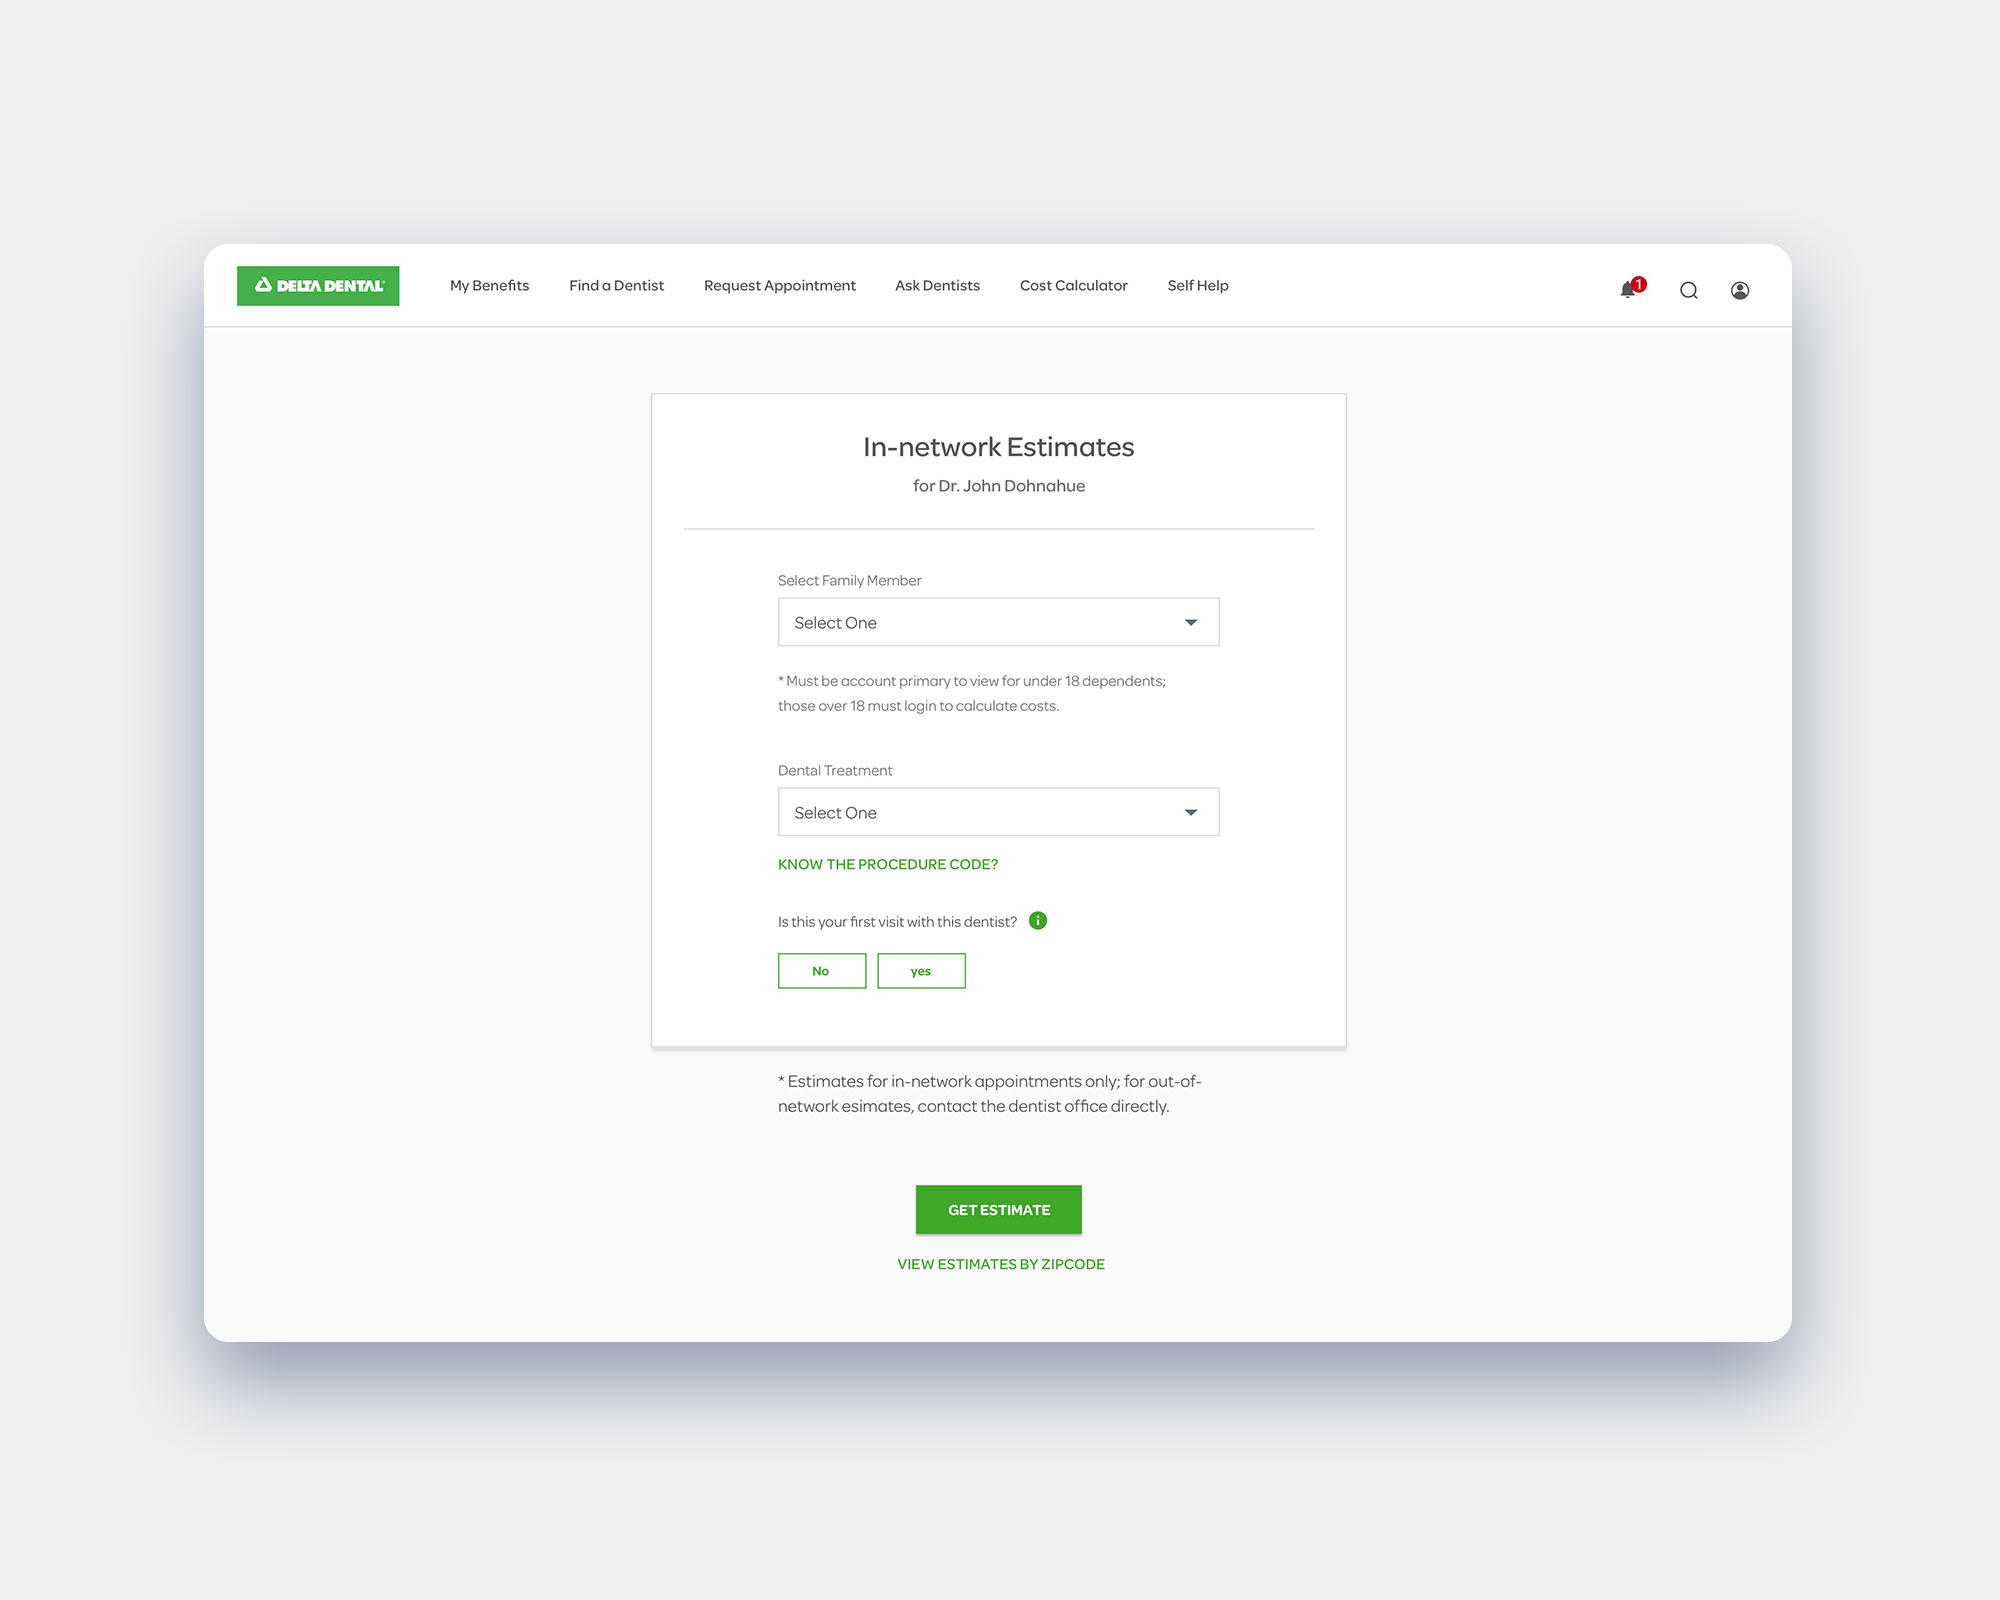 DELTA DENTAL
My Benefits
Find a Dentist
Request Appointment
Ask Dentists
Cost Calculator
Self Help
1
In-network Estimates
for Dr. John Dohnahue
Select Family Member
Select One
* Must be account primary to view for under 18 dependents;
those over 18 must login to calculate costs.
Dental Treatment
Select One
KNOW THE PROCEDURE CODE?
Is this your first visit with this dentist?
No
yes
* Estimates for in-network appointments only; for out-of-
network esimates, contact the dentist office directly.
GET ESTIMATE
VIEW ESTIMATES BY ZIPCODE